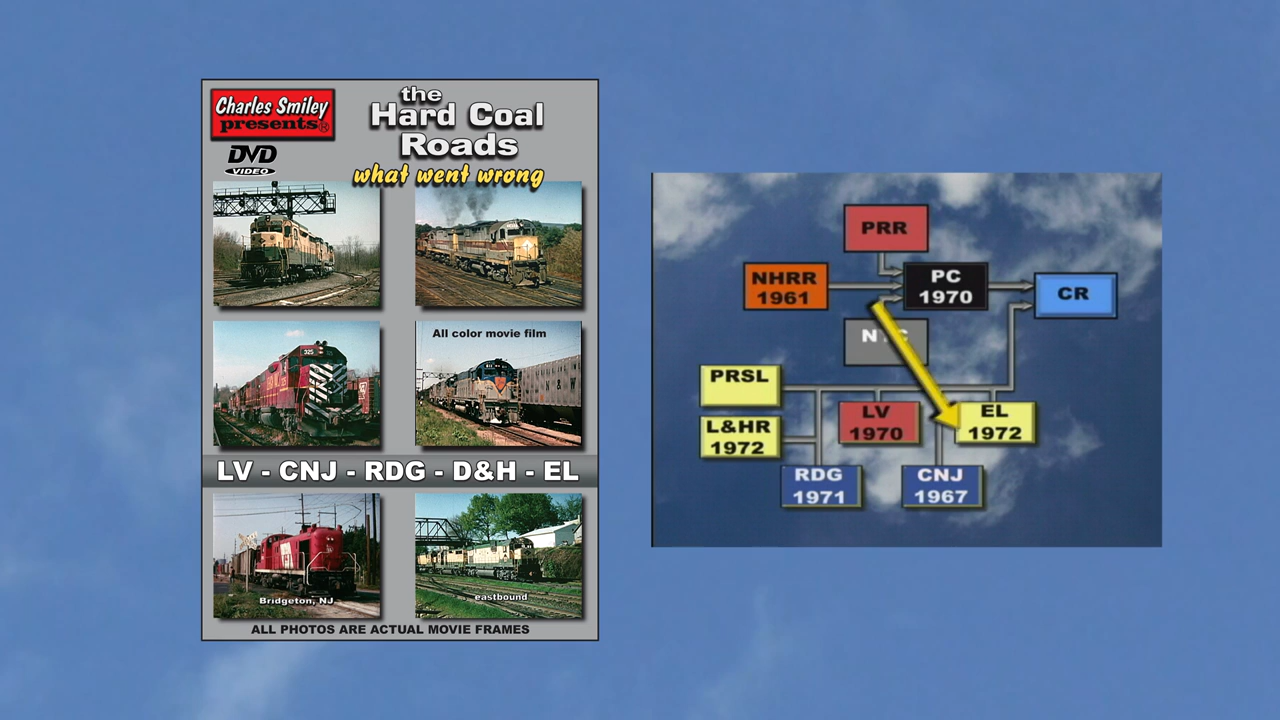 Charles Smiley
presents®
DVD
VIDEO
the
Hard Coal
Roads
what went wrong
All color movie film
LV - CNJ - RDG - D&H - EL
Bridgeton, NJ
eastbound
ALL PHOTOS ARE ACTUAL MOVIE FRAMES
PRR
NHRR
1961
PC
1970
CR
PRSL
LV
1970
EL
1972
L&HR
1972
RDG
1971
CNJ
1967